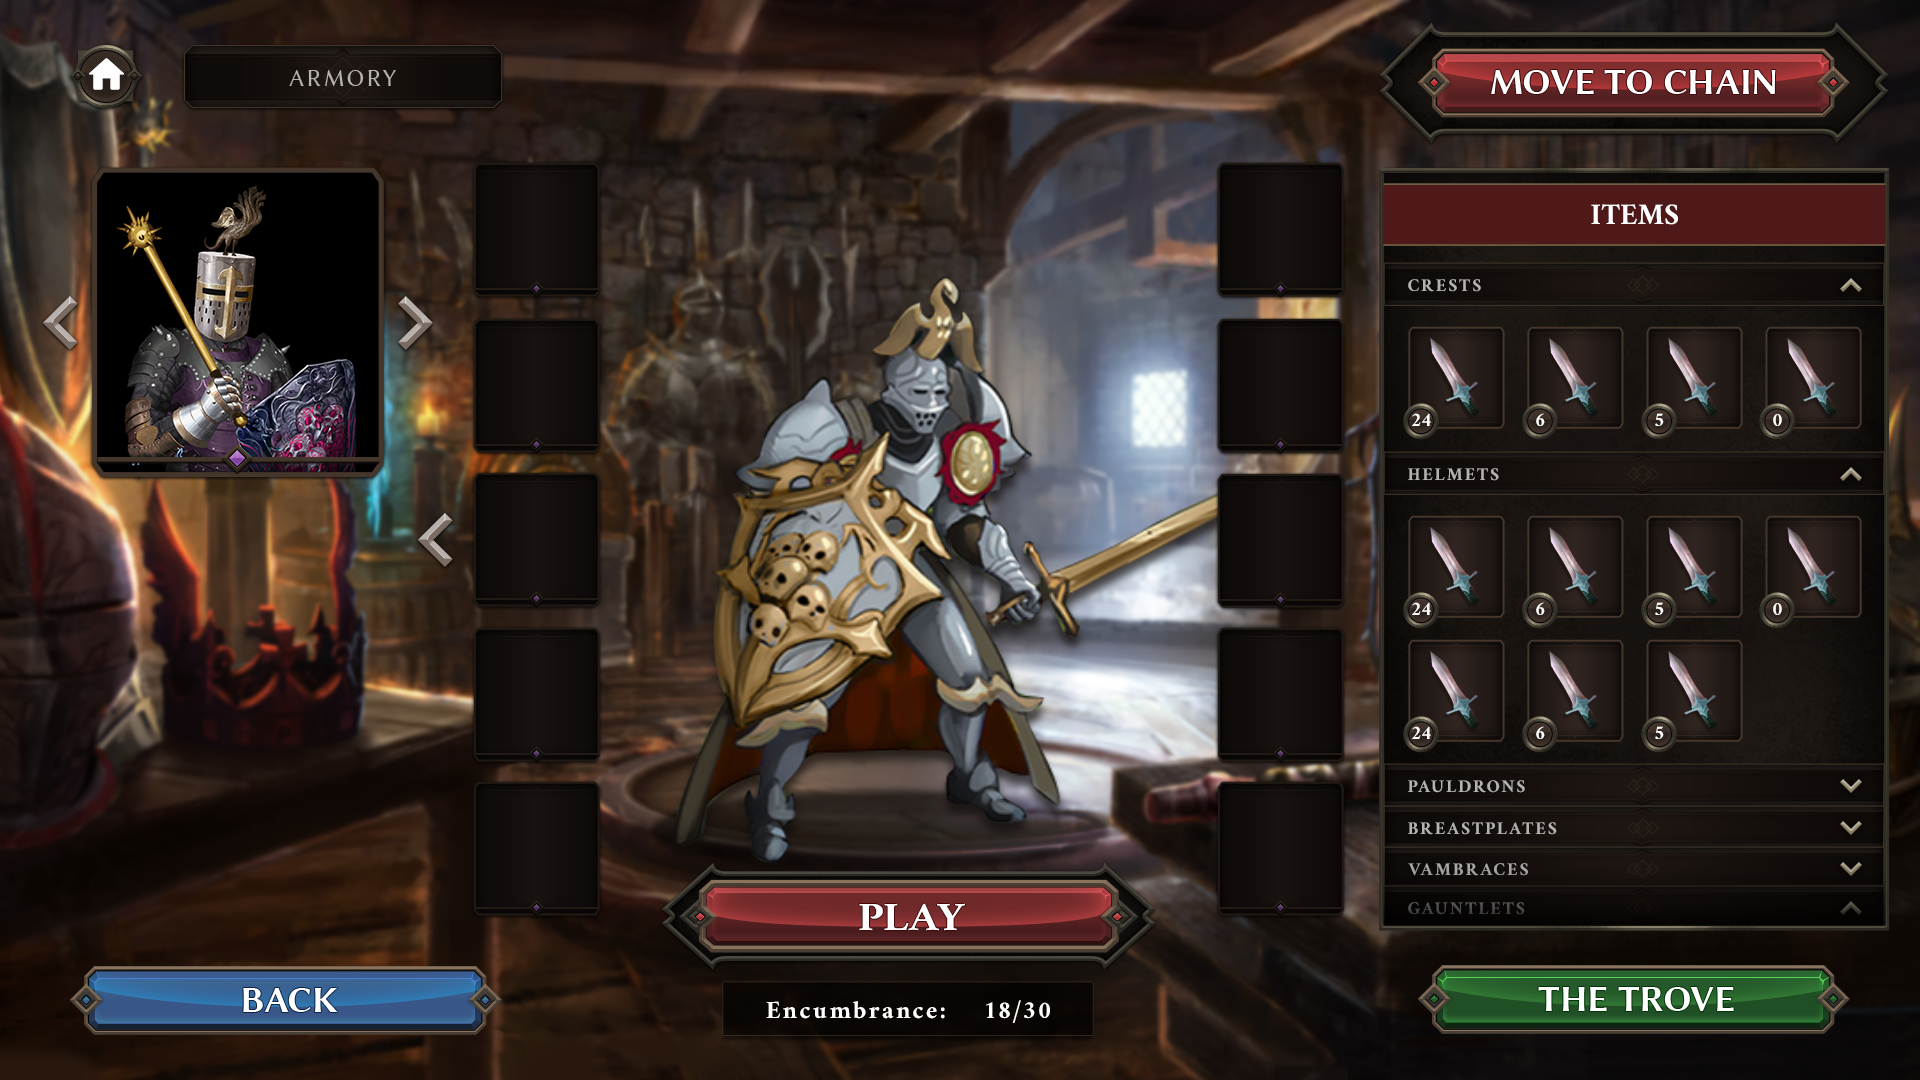 ARMORY
MOVE TO CHAIN
ITEMS
CRESTS
24 6 5 0
HELMETS
24 6 5 0
24 6 5
PAULDRONS
BREASTPLATES
VAMBRACES
GAUNTLETS
PLAY
BACK
Encumbrance: 18/30
THE TROVE